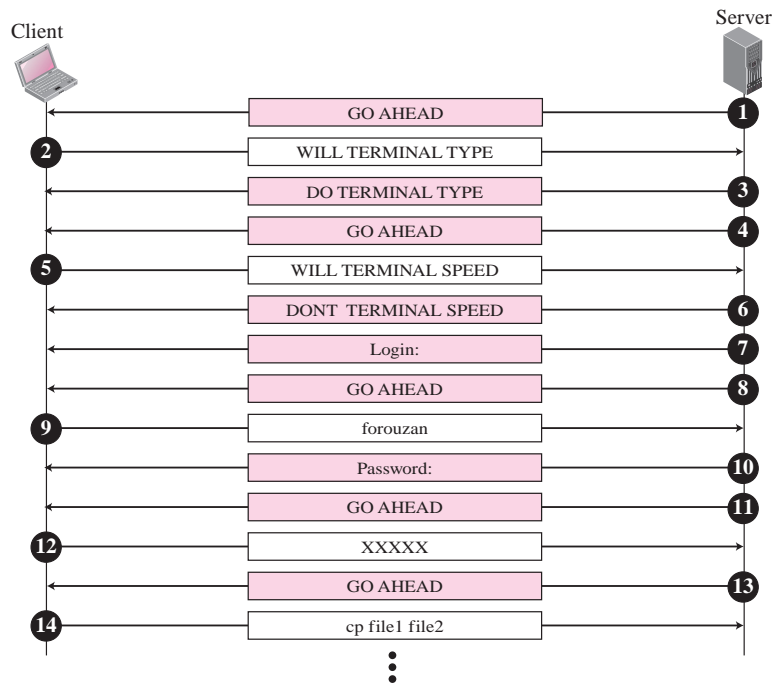 Client
Server
GO AHEAD 1
2 WILL TERMINAL TYPE
DO TERMINAL TYPE 3
GO AHEAD 4
5 WILL TERMINAL SPEED
DONT TERMINAL SPEED 6
Login: 7
GO AHEAD 8
9 forouzan
Password: 10
GO AHEAD 11
12 XXXXX
GO AHEAD 13
14 cp file1 file2